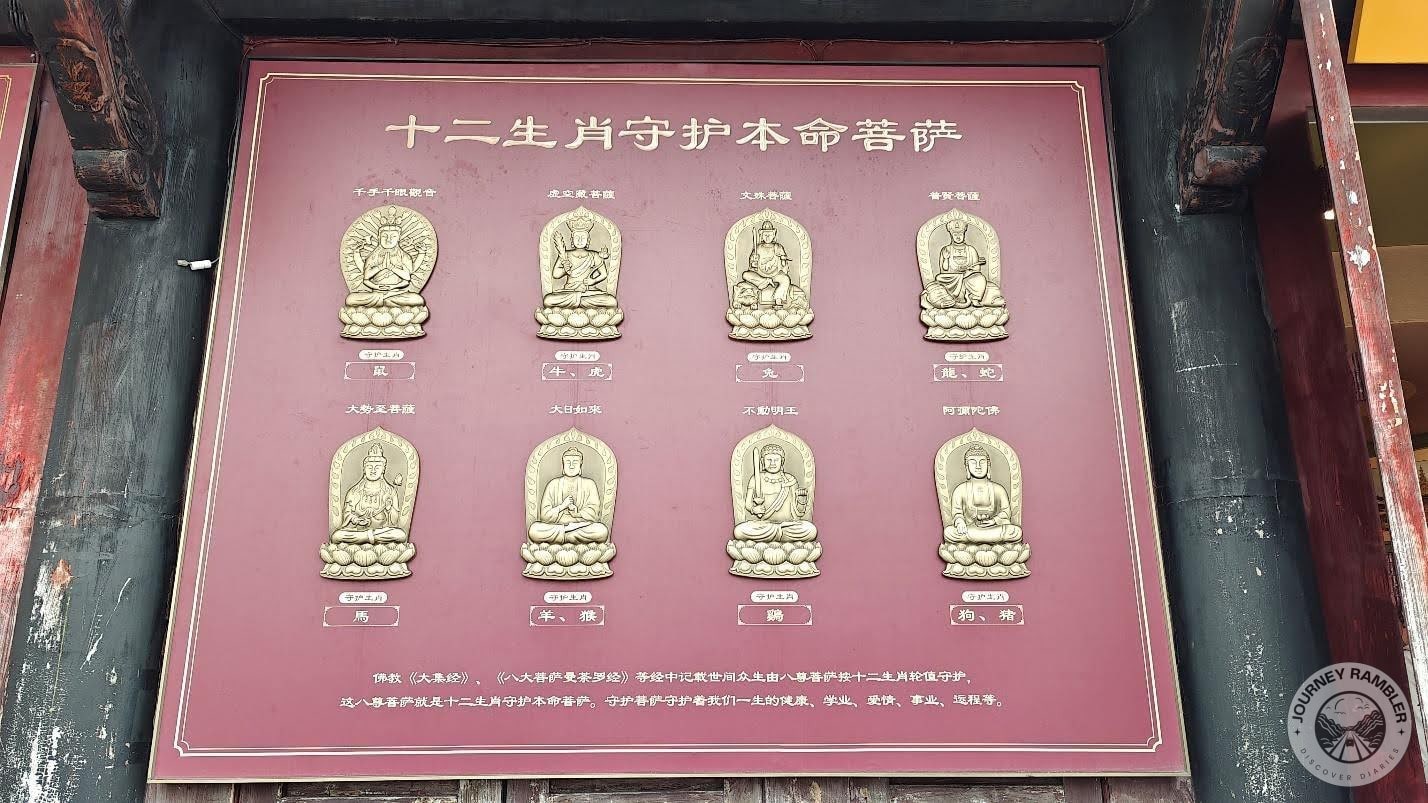 十二生肖守护本命菩萨
千手千眼觀音
虚空藏菩薩
文殊菩薩
普賢菩薩
守护生肖
鼠
守护生肖
牛、虎
守护生肖
兔
守护生肖
龍、蛇
大勢至菩薩
大日如來
不動明王
阿彌陀佛
守护生肖
馬
守护生肖
羊、猴
守护生肖
鷄
守护生肖
狗、猪
佛教《大集经》、《八大菩萨曼荼罗经》等经中记载世间众生由八尊菩萨按十二生肖轮值守护，
这八尊菩萨就是十二生肖守护本命菩萨。守护菩萨守护着我们一生的健康、学业、爱情、事业、运程等。
JOURNEY RAMBLER
DISCOVER DIARIES